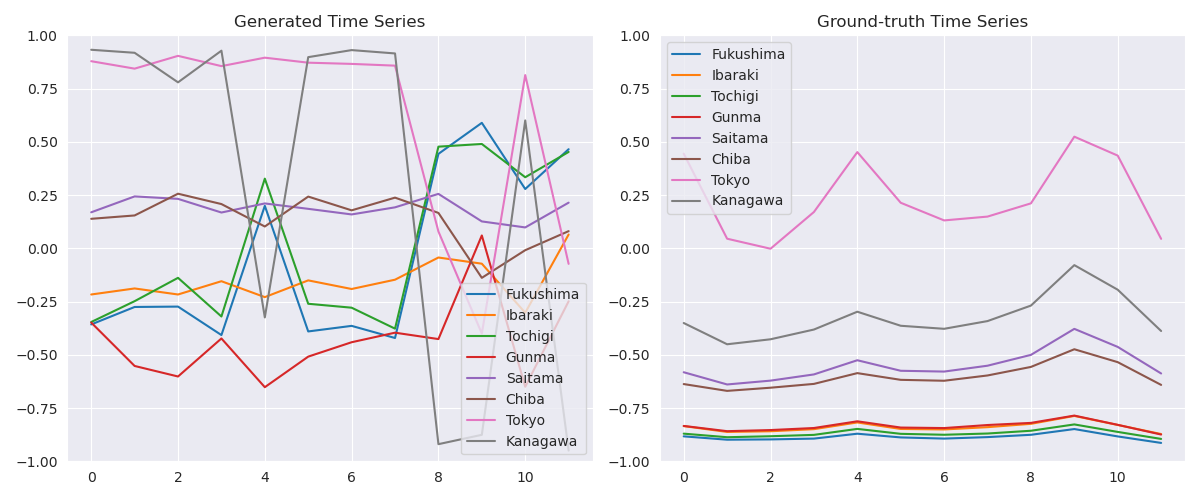 Generated Time Series
1.00
0.75
0.50
0.25
0.00
−0.25
−0.50
−0.75
−1.00
0 2 4 6 8 10
Fukushima
Ibaraki
Tochigi
Gunma
Saitama
Chiba
Tokyo
Kanagawa
Ground-truth Time Series
1.00
0.75
0.50
0.25
0.00
−0.25
−0.50
−0.75
−1.00
0 2 4 6 8 10
Fukushima
Ibaraki
Tochigi
Gunma
Saitama
Chiba
Tokyo
Kanagawa